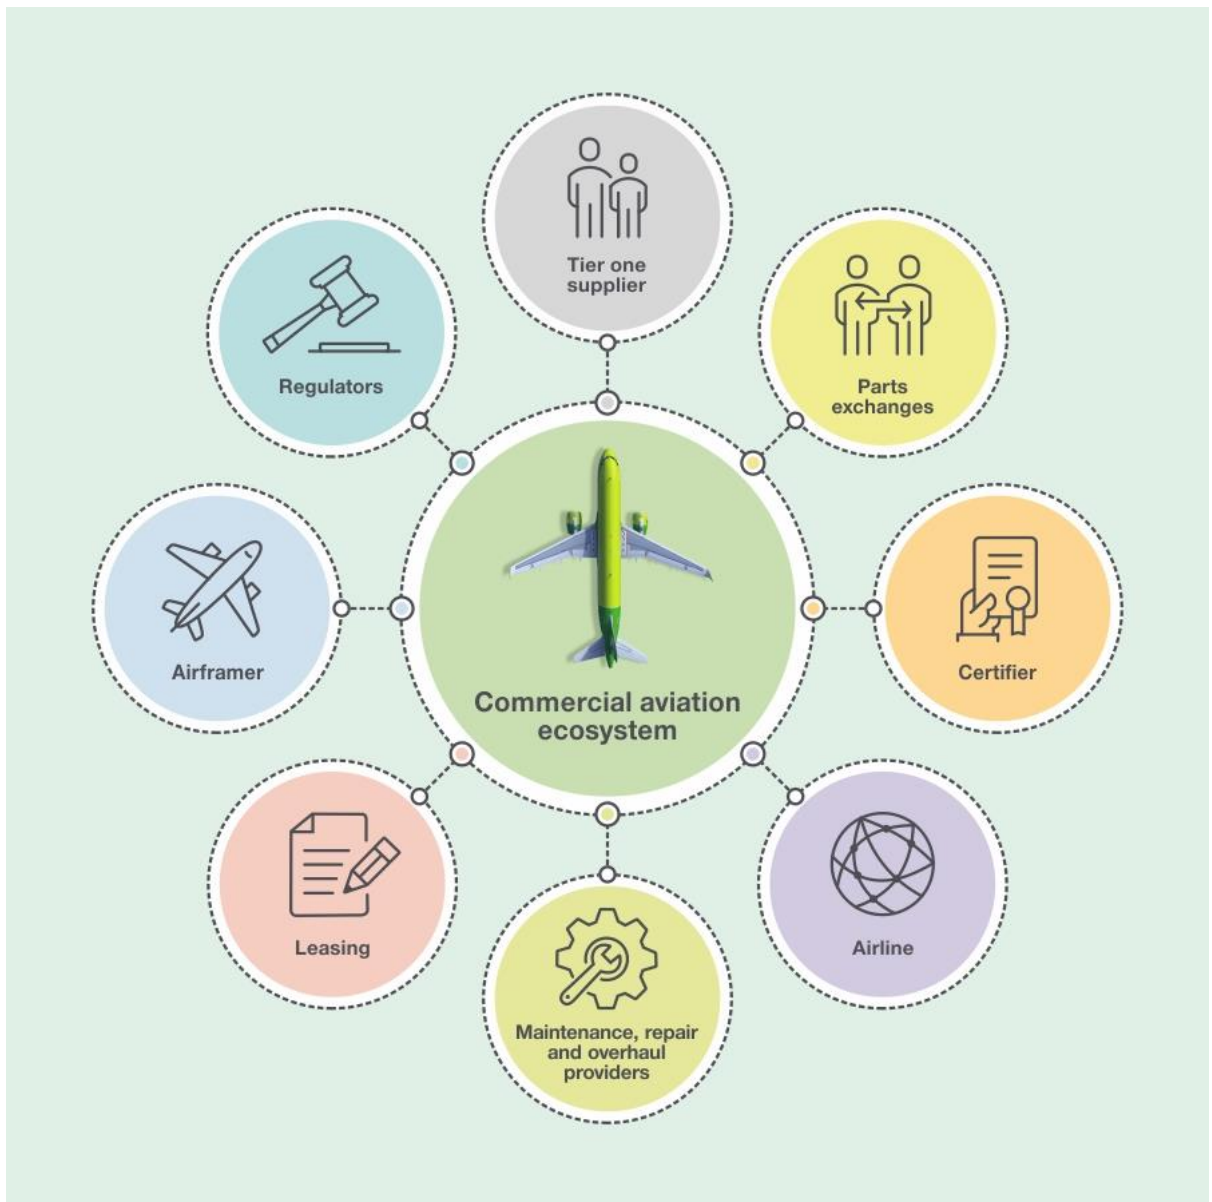 Tier one
supplier
Regulators
Parts
exchanges
Airframer
Commercial aviation
ecosystem
Certifier
Leasing
Airline
Maintenance, repair
and overhaul
providers